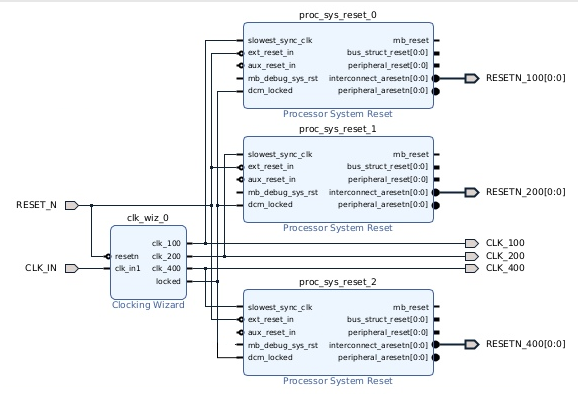 proc_sys_reset_0
slowest_sync_clk mb_reset
ext_reset_in bus_struct_reset[0:0]
aux_reset_in peripheral_reset[0:0]
mb_debug_sys_rst interconnect_aresetn[0:0] RESETN_100[0:0]
dcm_locked peripheral_aresetn[0:0]
Processor System Reset
proc_sys_reset_1
slowest_sync_clk mb_reset
ext_reset_in bus_struct_reset[0:0]
aux_reset_in peripheral_reset[0:0]
mb_debug_sys_rst interconnect_aresetn[0:0] RESETN_200[0:0]
dcm_locked peripheral_aresetn[0:0]
Processor System Reset
RESET_N
CLK_IN
clk_wiz_0
clk_100 CLK_100
resetn clk_200 CLK_200
clk_in1 clk_400 CLK_400
locked
Clocking Wizard
proc_sys_reset_2
slowest_sync_clk mb_reset
ext_reset_in bus_struct_reset[0:0]
aux_reset_in peripheral_reset[0:0]
mb_debug_sys_rst interconnect_aresetn[0:0] RESETN_400[0:0]
dcm_locked peripheral_aresetn[0:0]
Processor System Reset